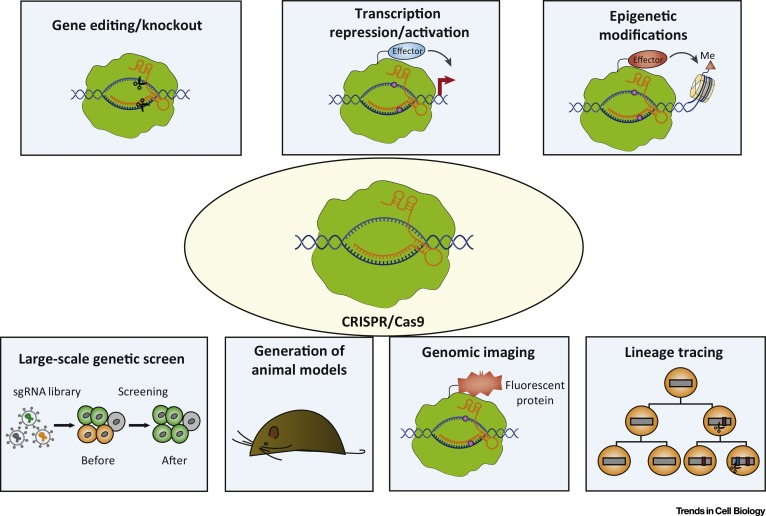 Gene editing/knockout
Transcription
repression/activation
Effector
Epigenetic
modifications
Effector
Me
CRISPR/Cas9
Large-scale genetic screen
sgRNA library
Screening
Before
After
Generation of
animal models
Genomic imaging
Fluorescent
protein
Lineage tracing
Trends in Cell Biology